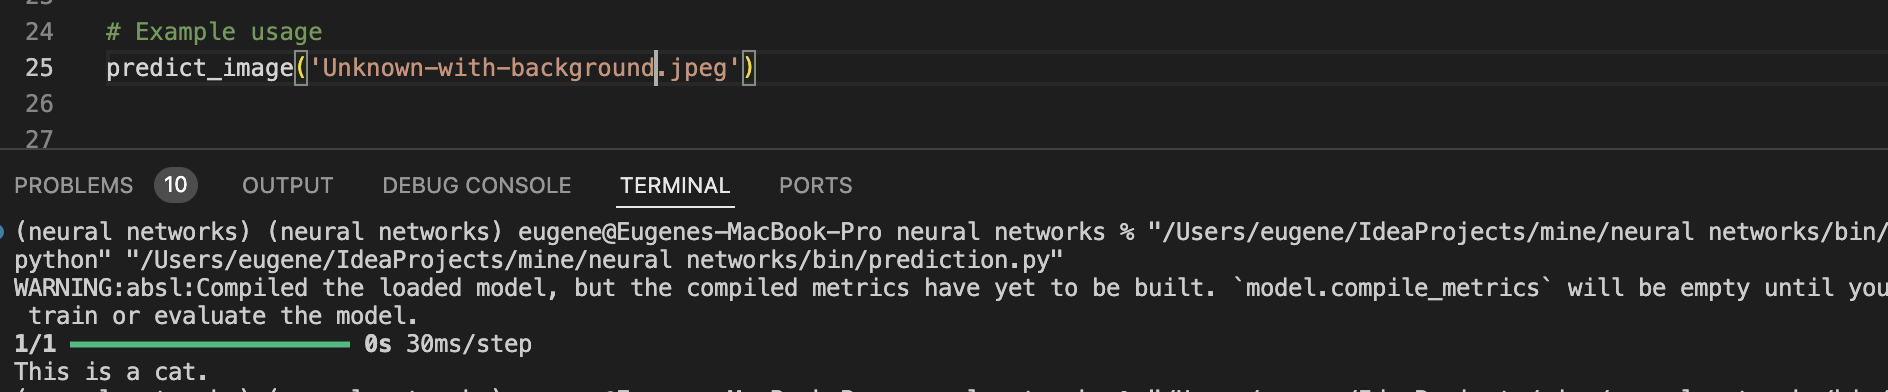 24 # Example usage
25 predict_image('Unknown-with-background.jpeg')
26
27
PROBLEMS 10 OUTPUT DEBUG CONSOLE TERMINAL PORTS
(neural networks) (neural networks) eugene@Eugenes-MacBook-Pro neural networks % "/Users/eugene/IdeaProjects/mine/neural networks/bin/
python" "/Users/eugene/IdeaProjects/mine/neural networks/bin/prediction.py"
WARNING:absl:Compiled the loaded model, but the compiled metrics have yet to be built. `model.compile_metrics` will be empty until you
train or evaluate the model.
1/1 0s 30ms/step
This is a cat.